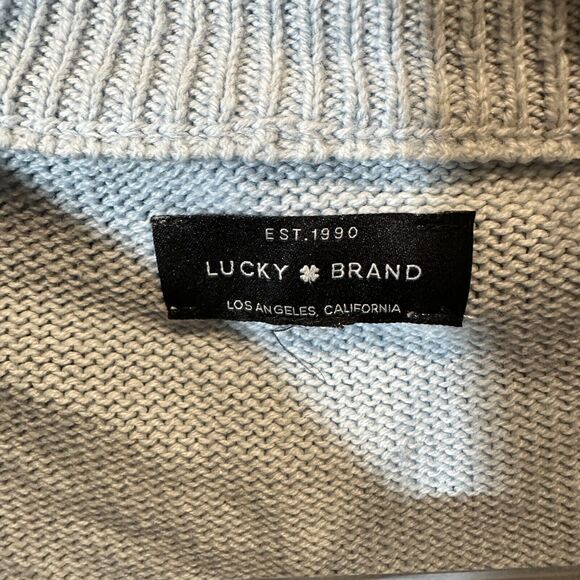 EST.1990
LUCKY BRAND
LOS ANGELES, CALIFORNIA